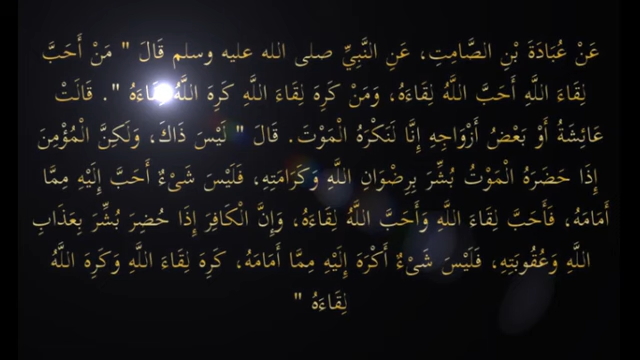 عَنْ عُبَادَةَ بْنِ الصَّامِتِ، عَنِ النَّبِيِّ صلى الله عليه وسلم قَالَ " مَنْ أَحَبَّ
لِقَاءَ اللَّهِ أَحَبَّ اللَّهُ لِقَاءَهُ، وَمَنْ كَرِهَ لِقَاءَ اللَّهِ كَرِهَ اللَّهُ لِقَاءَهُ ". قَالَتْ
عَائِشَةُ أَوْ بَعْضُ أَزْوَاجِهِ إِنَّا لَنَكْرَهُ الْمَوْتَ. قَالَ " لَيْسَ ذَاكَ، وَلَكِنَّ الْمُؤْمِنَ
إِذَا حَضَرَهُ الْمَوْتُ بُشِّرَ بِرِضْوَانِ اللَّهِ وَكَرَامَتِهِ، فَلَيْسَ شَىْءٌ أَحَبَّ إِلَيْهِ مِمَّا
أَمَامَهُ، فَأَحَبَّ لِقَاءَ اللَّهِ وَأَحَبَّ اللَّهُ لِقَاءَهُ، وَإِنَّ الْكَافِرَ إِذَا حُضِرَ بُشِّرَ بِعَذَابِ
اللَّهِ وَعُقُوبَتِهِ، فَلَيْسَ شَىْءٌ أَكْرَهَ إِلَيْهِ مِمَّا أَمَامَهُ، كَرِهَ لِقَاءَ اللَّهِ وَكَرِهَ اللَّهُ
لِقَاءَهُ "